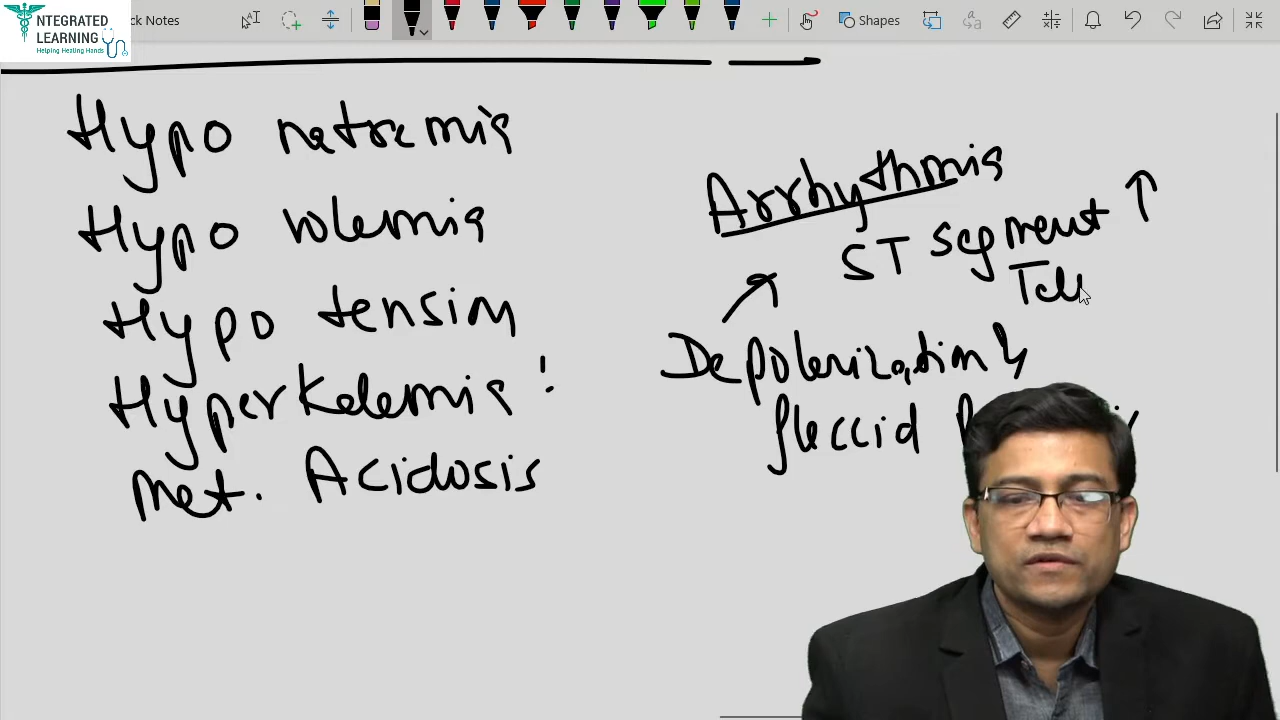 NTEGRATED
LEARNING
Helping Healing Hands
ck Notes
Shapes
Hypo natremia
Hypo volemia
Hypo tension
Hyperkalemia !
Met. Acidosis
Arrhythmia
ST Segment ↑
Depolarization &
flaccid